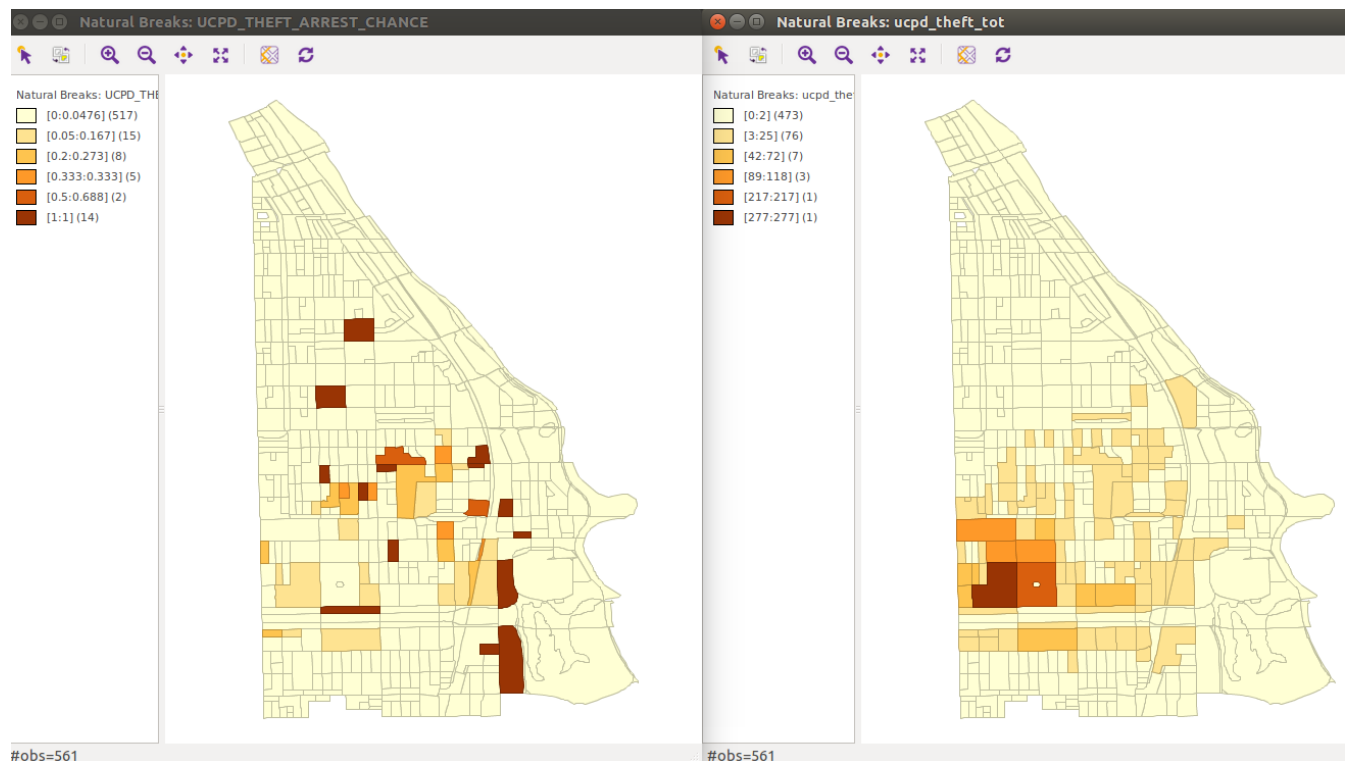 Natural Breaks: UCPD_THEFT_ARREST_CHANCE
Natural Breaks: UCPD_THE
[0:0.0476] (517)
[0.05:0.167] (15)
[0.2:0.273] (8)
[0.333:0.333] (5)
[0.5:0.688] (2)
[1:1] (14)
#obs=561
Natural Breaks: ucpd_theft_tot
Natural Breaks: ucpd_the
[0:2] (473)
[3:25] (76)
[42:72] (7)
[89:118] (3)
[217:217] (1)
[277:277] (1)
#obs=561